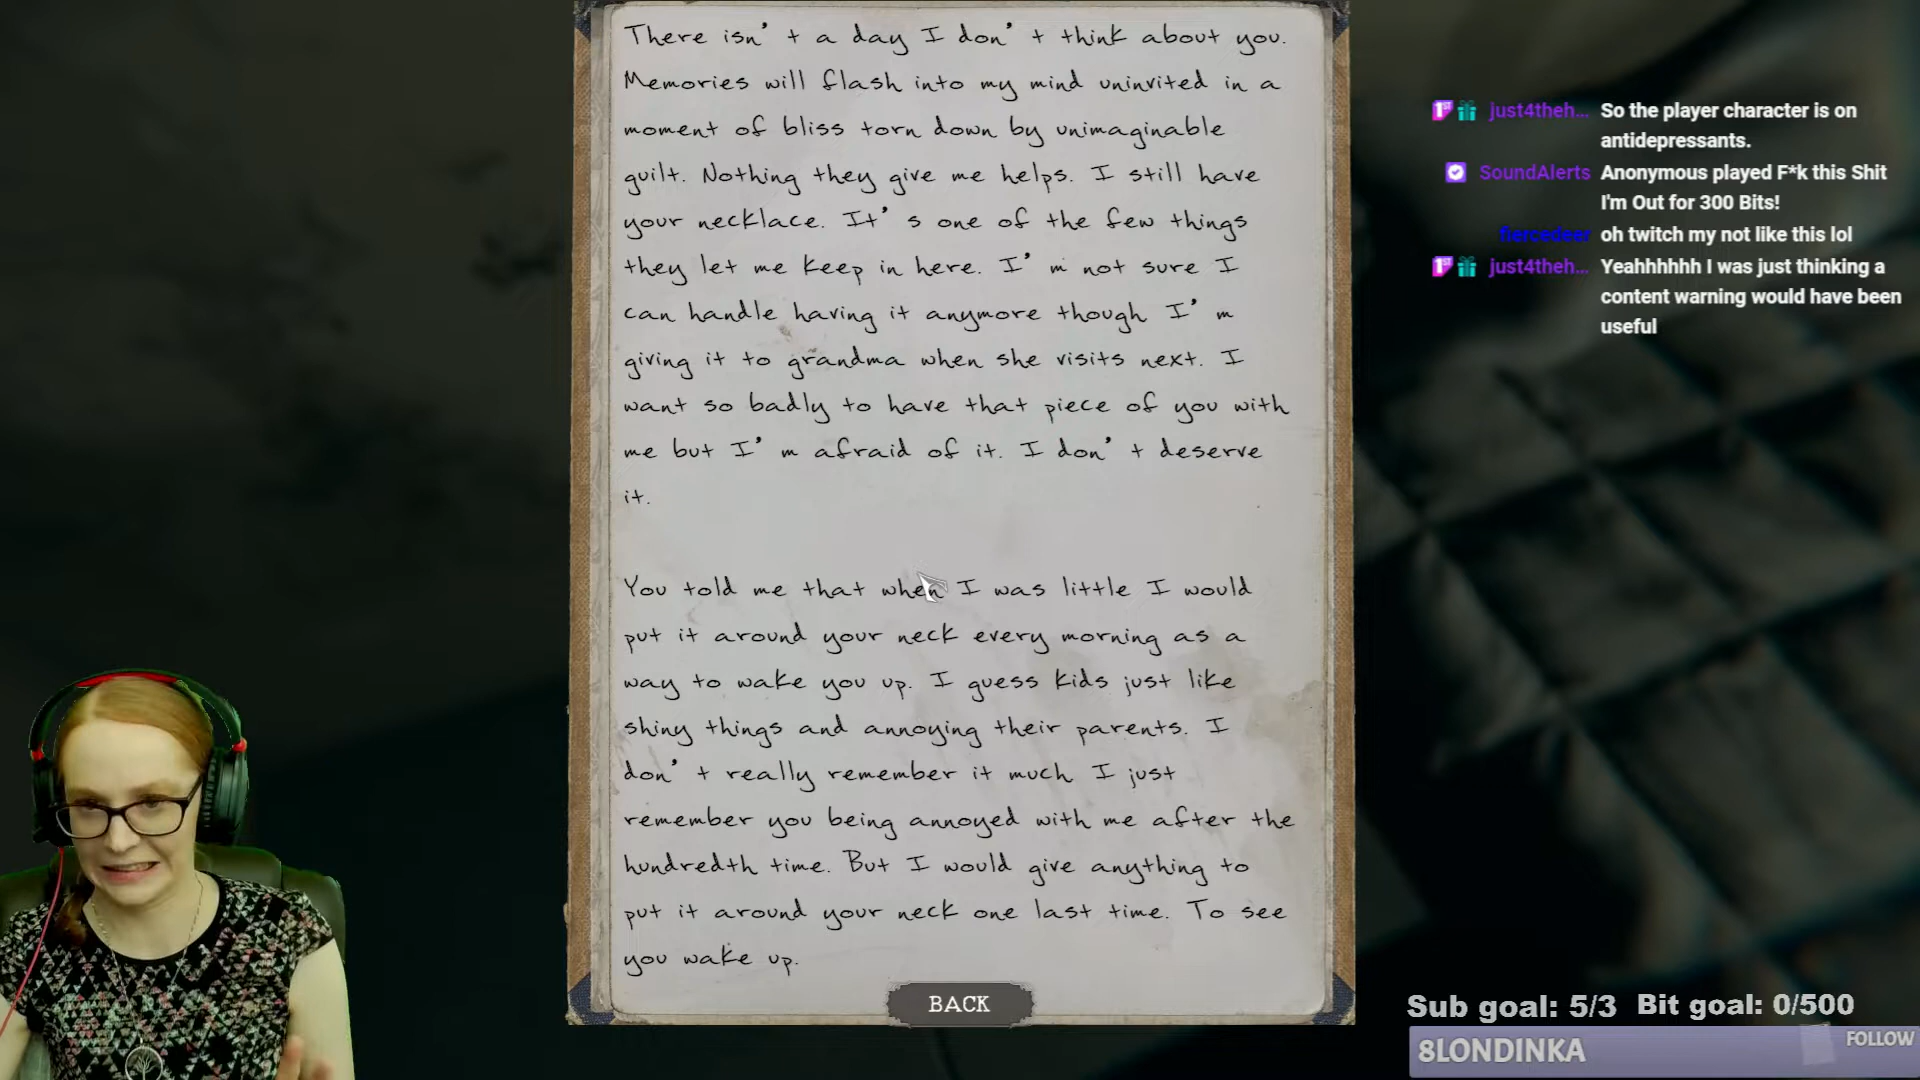 There isn't a day I don't think about you.
Memories will flash into my mind uninvited in a
moment of bliss torn down by unimaginable
guilt. Nothing they give me helps. I still have
your necklace. It's one of the few things
they let me keep in here. I'm not sure I
can handle having it anymore though I'm
giving it to grandma when she visits next. I
want so badly to have that piece of you with
me but I'm afraid of it. I don't deserve
it.
You told me that when I was little I would
put it around your neck every morning as a
way to wake you up. I guess kids just like
shiny things and annoying their parents. I
don't really remember it much I just
remember you being annoyed with me after the
hundredth time. But I would give anything to
put it around your neck one last time. To see
you wake up.
BACK
just4theh... So the player character is on
antidepressants.
SoundAlerts Anonymous played F*k this Shit
I'm Out for 300 Bits!
fiercedeer oh twitch my not like this lol
just4theh... Yeahhhhhh I was just thinking a
content warning would have been
useful
Sub goal: 5/3 Bit goal: 0/500
8LONDINKA
FOLLOW